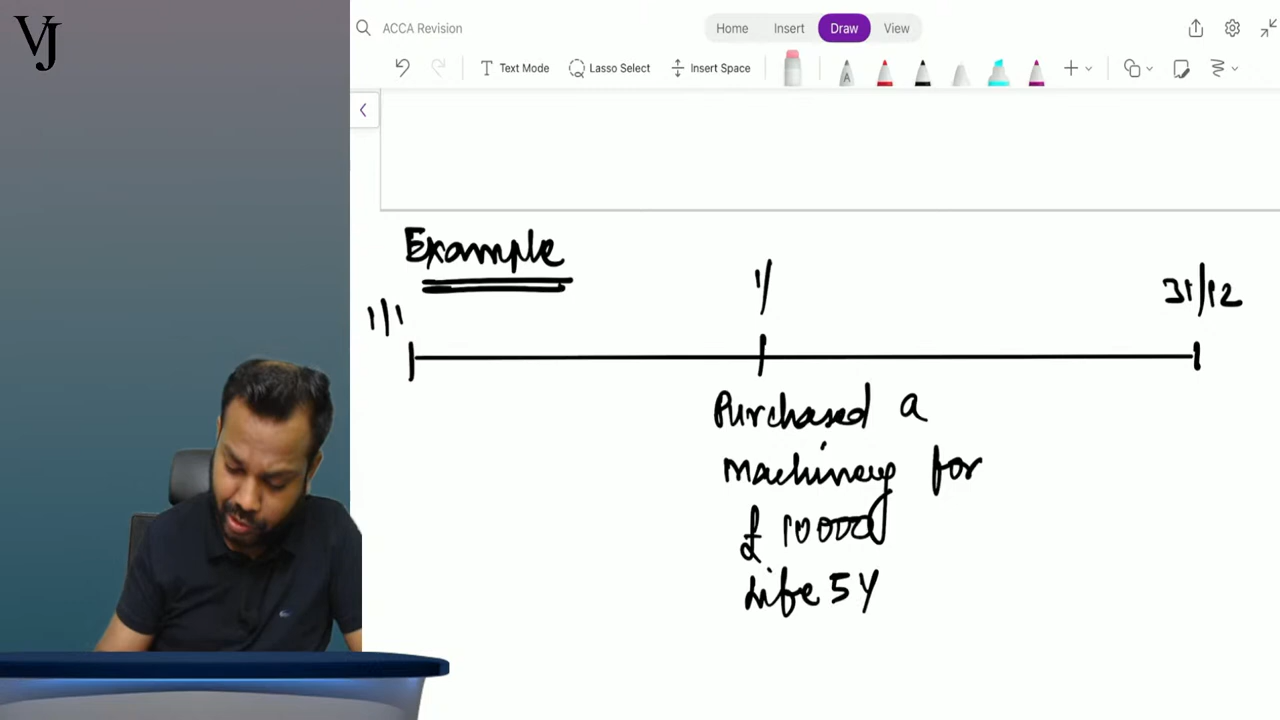 VJ
ACCA Revision
Home Insert Draw View
Text Mode Lasso Select Insert Space
A
Example
1/1
1/
31/12
Purchased a
Machinery for
£ 10000
Life 5Y